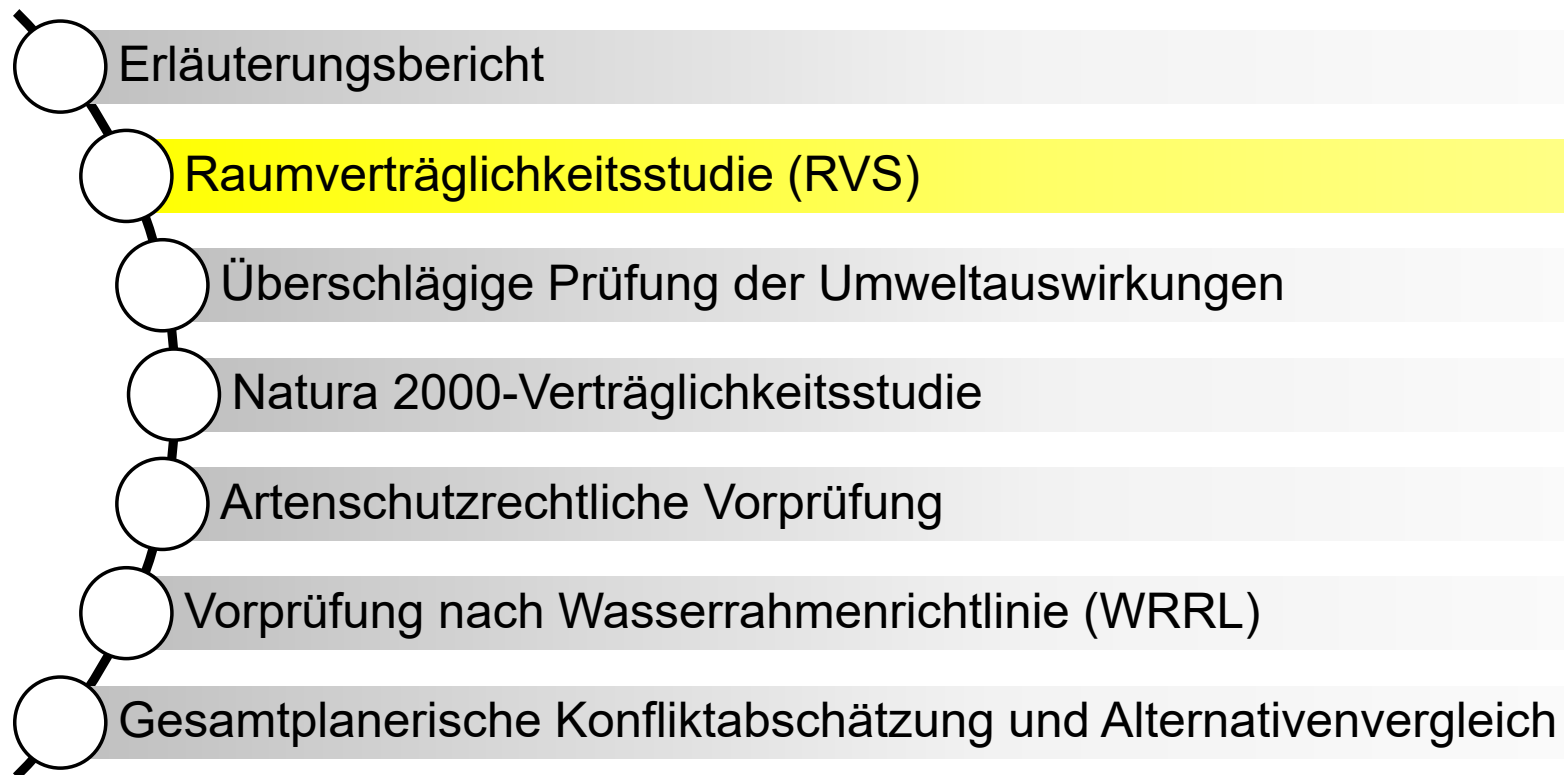 Erläuterungsbericht
Raumverträglichkeitsstudie (RVS)
Überschlägige Prüfung der Umweltauswirkungen
Natura 2000-Verträglichkeitsstudie
Artenschutzrechtliche Vorprüfung
Vorprüfung nach Wasserrahmenrichtlinie (WRRL)
Gesamtplanerische Konfliktabschätzung und Alternativenvergleich